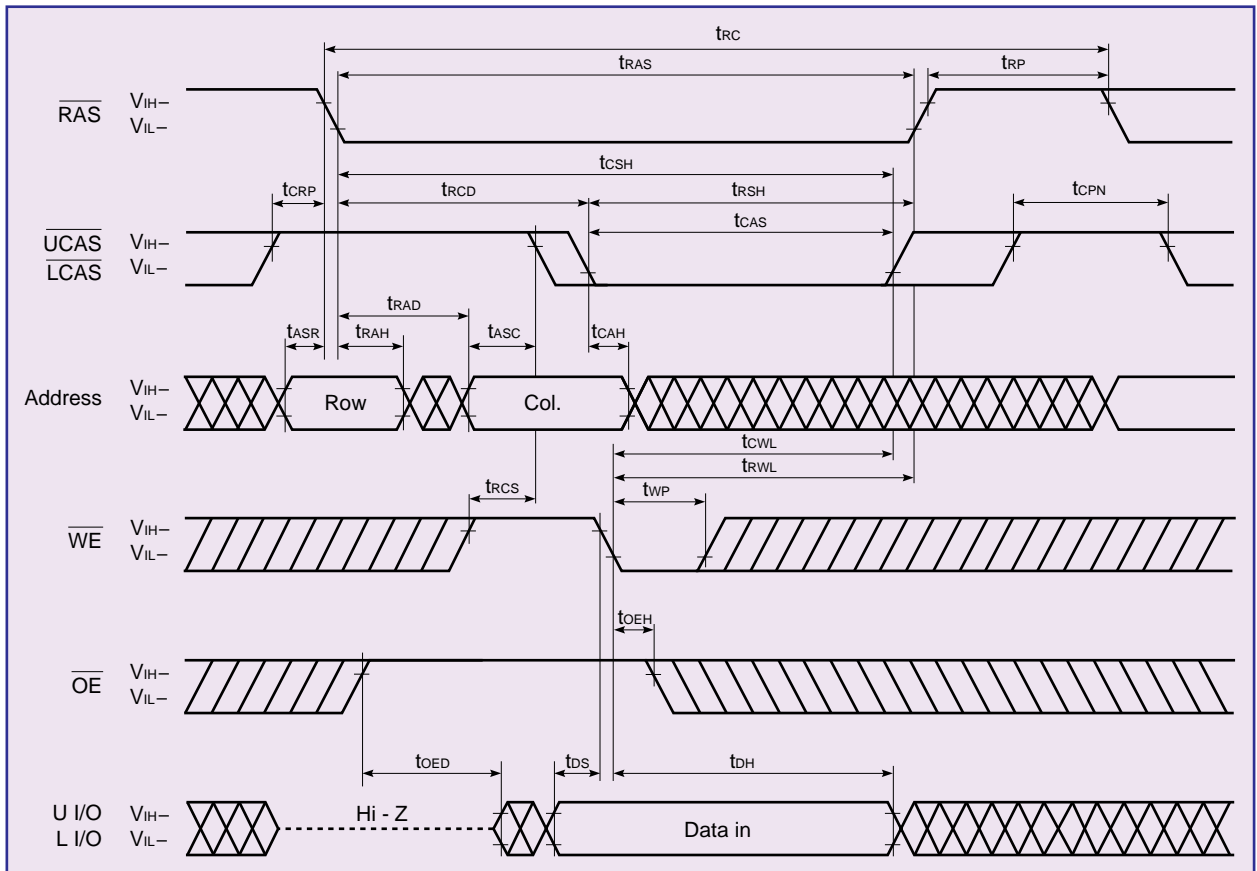 tRC
tRAS
tRP
RAS
VIH–
VIL–
tCSH
tCRP
tRCD
tRSH
tCPN
tCAS
UCAS
LCAS
VIH–
VIL–
tRAD
tASR
tRAH
tASC
tCAH
Address
VIH–
VIL–
Row
Col.
tCWL
tRWL
tRCS
tWP
WE
VIH–
VIL–
tOEH
OE
VIH–
VIL–
tOED
tDS
tDH
U I/O
L I/O
VIH–
VIL–
Hi - Z
Data in